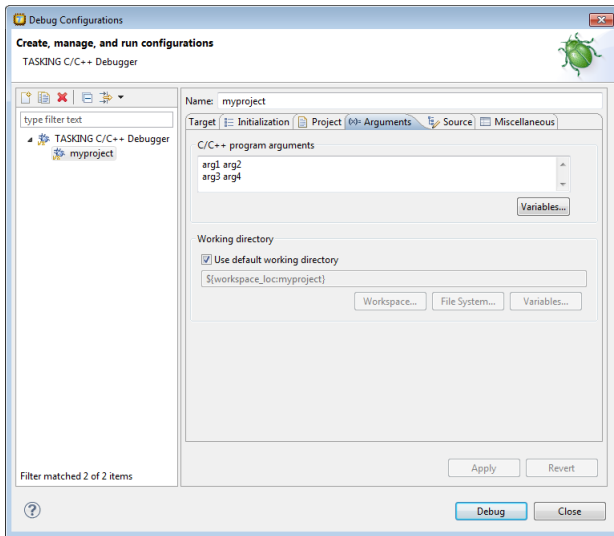 Debug Configurations
Create, manage, and run configurations
TASKING C/C++ Debugger
type filter text
TASKING C/C++ Debugger
myproject
Filter matched 2 of 2 items
Name: myproject
Target Initialization Project (x)= Arguments Source Miscellaneous
C/C++ program arguments
arg1 arg2
arg3 arg4
Variables...
Working directory
Use default working directory
${workspace_loc:myproject}
Workspace... File System... Variables...
Apply Revert
? Debug Close